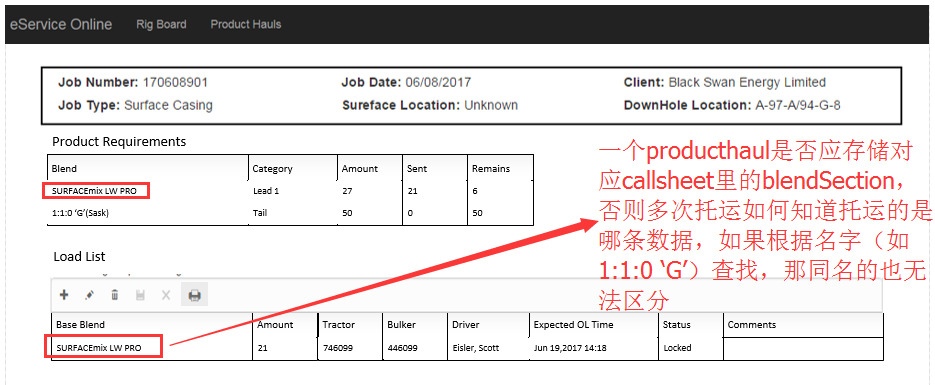 eService Online Rig Board Product Hauls
Job Number: 170608901 Job Date: 06/08/2017 Client: Black Swan Energy Limited
Job Type: Surface Casing Sureface Location: Unknown DownHole Location: A-97-A/94-G-8
Product Requirements
Blend Category Amount Sent Remains
SURFACEmix LW PRO Lead 1 27 21 6
1:1:0 'G'(Sask) Tail 50 0 50
一个producthaul是否应存储对
应callsheet里的blendSection，
否则多次托运如何知道托运的是
哪条数据，如果根据名字（如
1:1:0 ‘G’）查找，那同名的也无
法区分
Load List
Base Blend Amount Tractor Bulker Driver Expected OL Time Status Comments
SURFACEmix LW PRO 21 746099 446099 Eisler, Scott Jun 19,2017 14:18 Locked